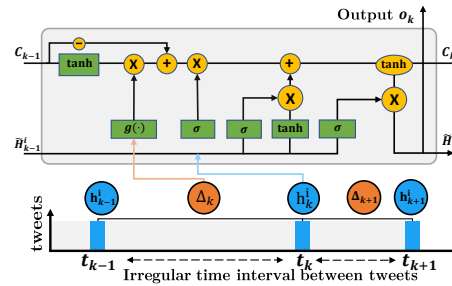 Output o_k
C_{k-1} − tanh X + X + tanh C_k
X X
g(·) σ σ tanh σ
H̃^i_{k-1} H̃
h^i_{k-1} Δ_k h^i_k Δ_{k+1} h^i_{k+1}
tweets
t_{k-1} t_k t_{k+1}
Irregular time interval between tweets